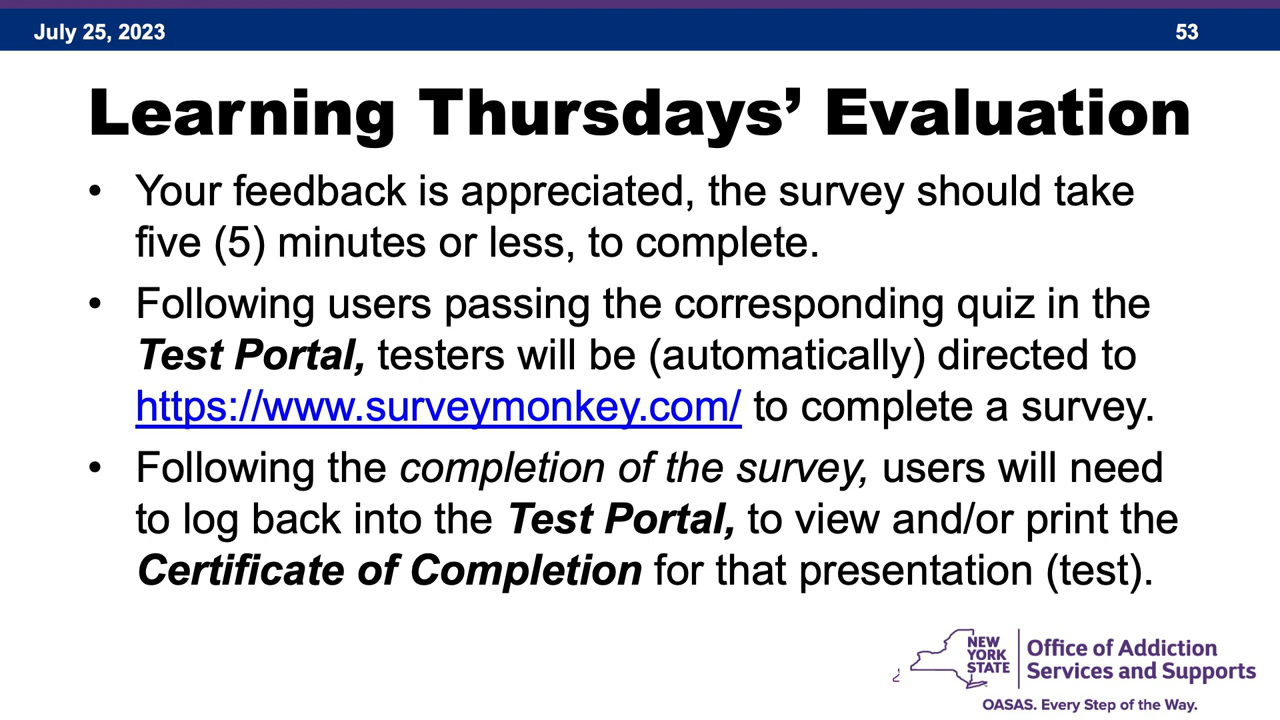 July 25, 2023
53
Learning Thursdays’ Evaluation
• Your feedback is appreciated, the survey should take
five (5) minutes or less, to complete.
• Following users passing the corresponding quiz in the
Test Portal, testers will be (automatically) directed to
https://www.surveymonkey.com/ to complete a survey.
• Following the completion of the survey, users will need
to log back into the Test Portal, to view and/or print the
Certificate of Completion for that presentation (test).
NEW
YORK
STATE
Office of Addiction
Services and Supports
OASAS. Every Step of the Way.